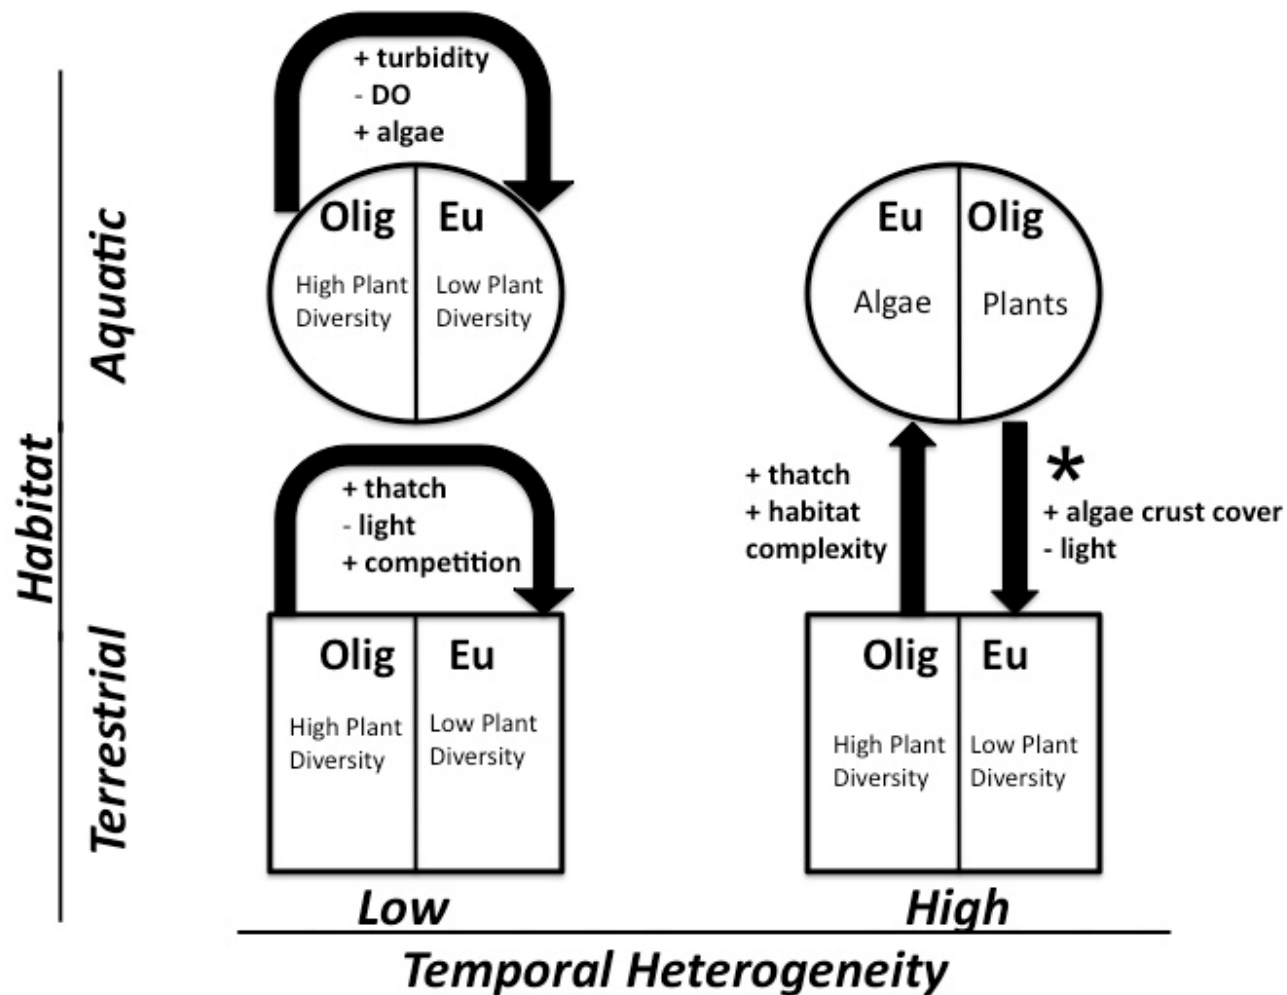 + turbidity
- DO
+ algae
Olig
Eu
High Plant
Diversity
Low Plant
Diversity
Eu
Olig
Algae
Plants
Aquatic
Habitat
Terrestrial
+ thatch
- light
+ competition
+ thatch
+ habitat
complexity
*
+ algae crust cover
- light
Olig
Eu
High Plant
Diversity
Low Plant
Diversity
Olig
Eu
High Plant
Diversity
Low Plant
Diversity
Low
High
Temporal Heterogeneity